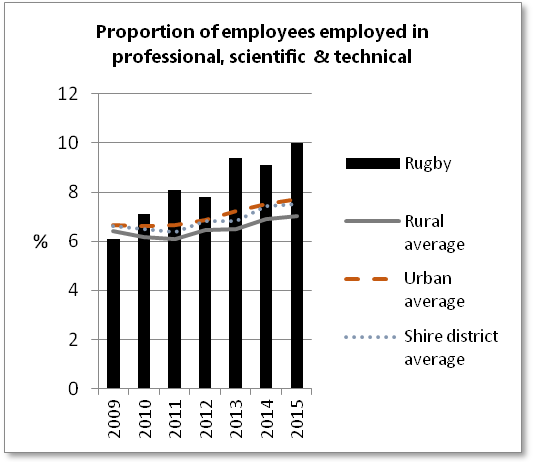 Proportion of employees employed in
professional, scientific & technical
12
10
8
6
4
2
0
%
2009
2010
2011
2012
2013
2014
2015
Rugby
Rural
average
Urban
average
Shire district
average